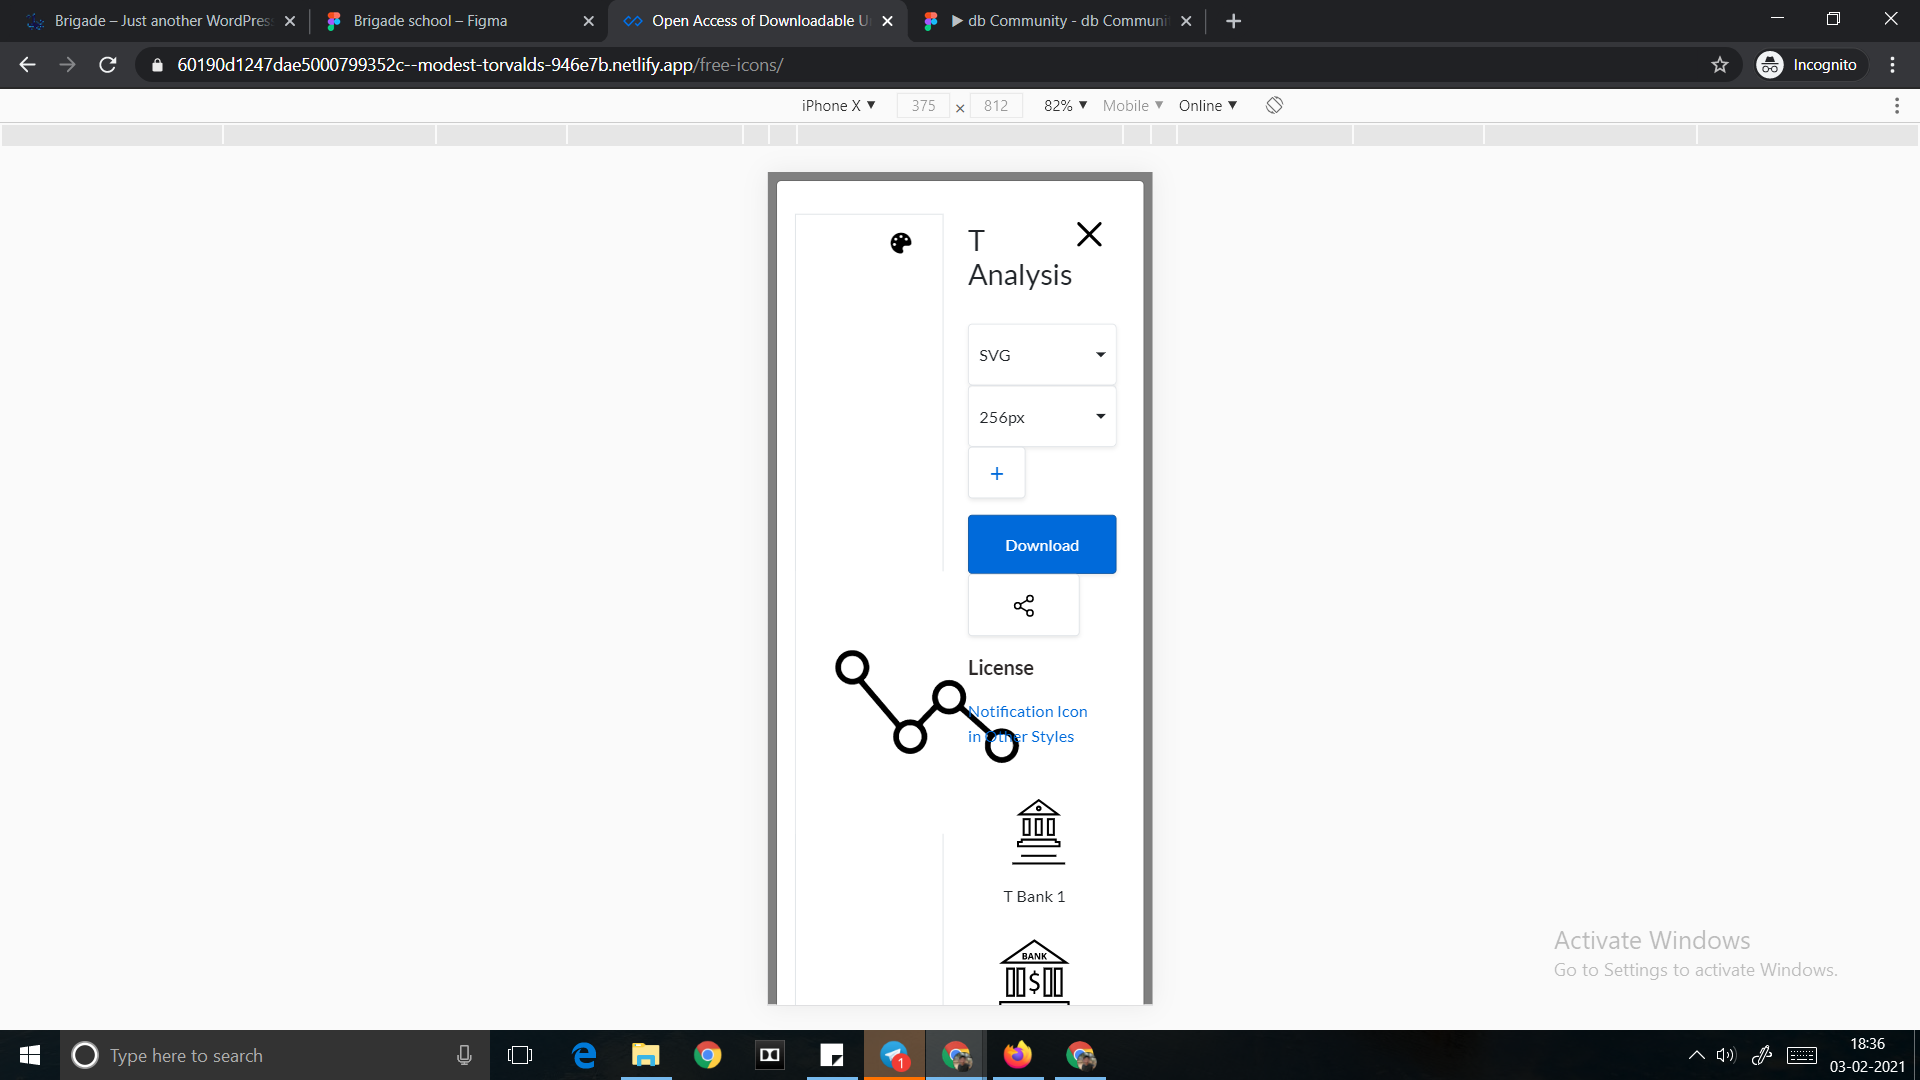 Brigade – Just another WordPres
Brigade school – Figma
Open Access of Downloadable U
▶ db Community - db Communi
60190d1247dae5000799352c--modest-torvalds-946e7b.netlify.app/free-icons/
Incognito
iPhone X ▼ 375 × 812 82% ▼ Mobile ▼ Online ▼
T
Analysis
SVG
256px
+
Download
License
Notification Icon
in Other Styles
T Bank 1
BANK
$
Activate Windows
Go to Settings to activate Windows.
Type here to search
1
18:36
03-02-2021